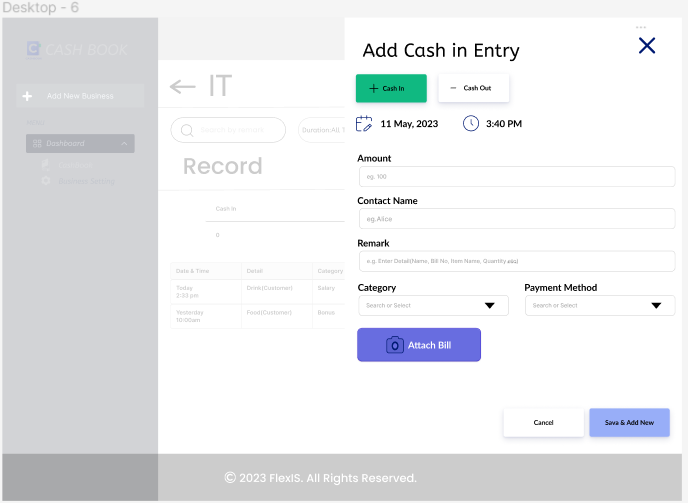 Desktop - 6
CASH BOOK
Add New Business
Dashboard
Business Setting
IT
Search by remark
Duration:All T
Record
Cash In
0
Date & Time Detail Category
Today
2:33 pm Drink(Customer) Salary
Yesterday
10:00am Food(Customer) Bonus
Add Cash in Entry
+ Cash In
- Cash Out
11 May, 2023
3:40 PM
Amount
eg. 100
Contact Name
eg.Alice
Remark
e.g. Enter Detail(Name, Bill No, Item Name, Quantity
Category
Search or Select
Payment Method
Search or Select
Attach Bill
Cancel
Sava & Add New
© 2023 FlexIS. All Rights Reserved.